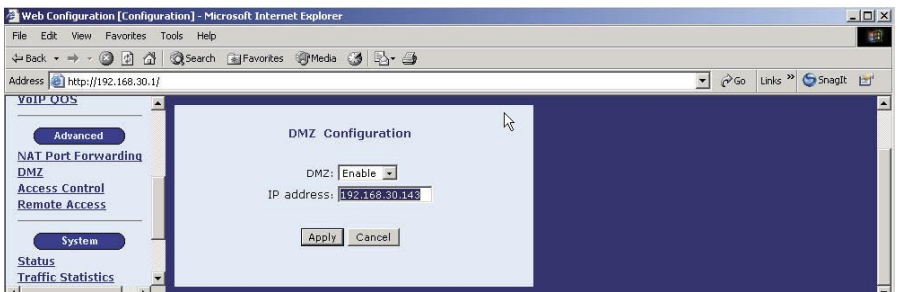 Web Configuration [Configuration] - Microsoft Internet Explorer
File Edit View Favorites Tools Help
Back Search Favorites Media
Address http://192.168.30.1/ Go Links » SnagIt
VoIP QOS
Advanced
NAT Port Forwarding
DMZ
Access Control
Remote Access
System
Status
Traffic Statistics
DMZ Configuration
DMZ: Enable
IP address: 192.168.30.143
Apply Cancel